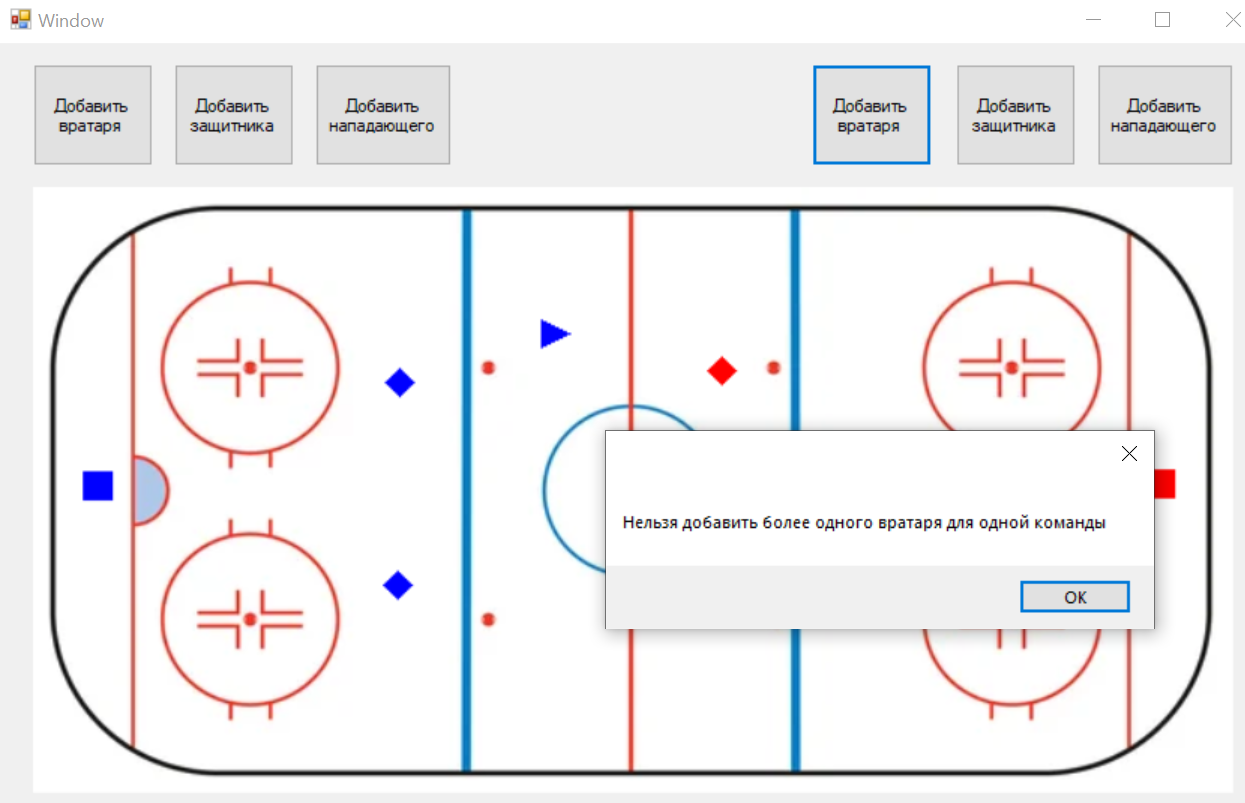 Window
Добавить
вратаря
Добавить
защитника
Добавить
нападающего
Добавить
вратаря
Добавить
защитника
Добавить
нападающего
Нельзя добавить более одного вратаря для одной команды
OK